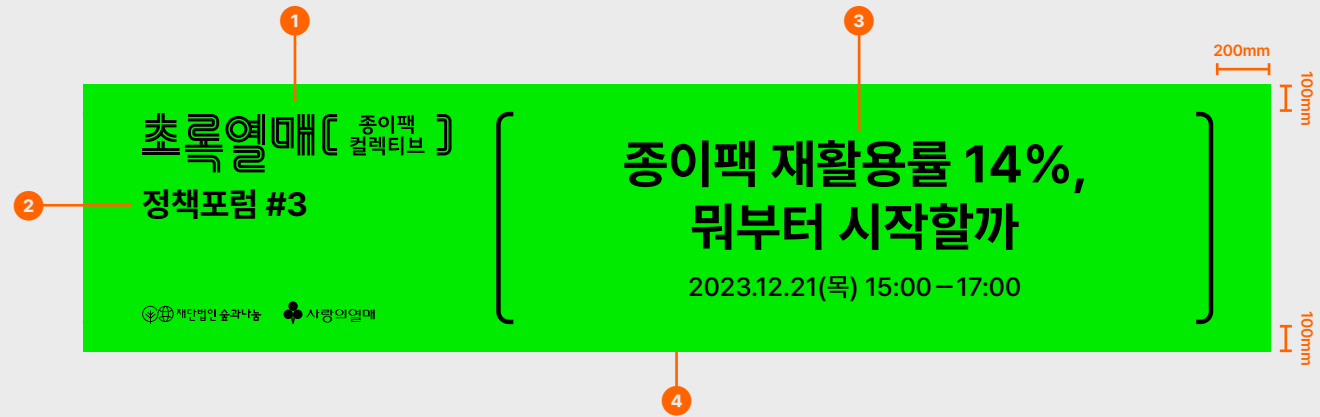 1
3
200mm
100mm
초록열매
종이팩
컬렉티브
2
정책포럼 #3
종이팩 재활용률 14%,
뭐부터 시작할까
2023.12.21(목) 15:00－17:00
재단법인 숲과나눔
사랑의열매
100mm
4